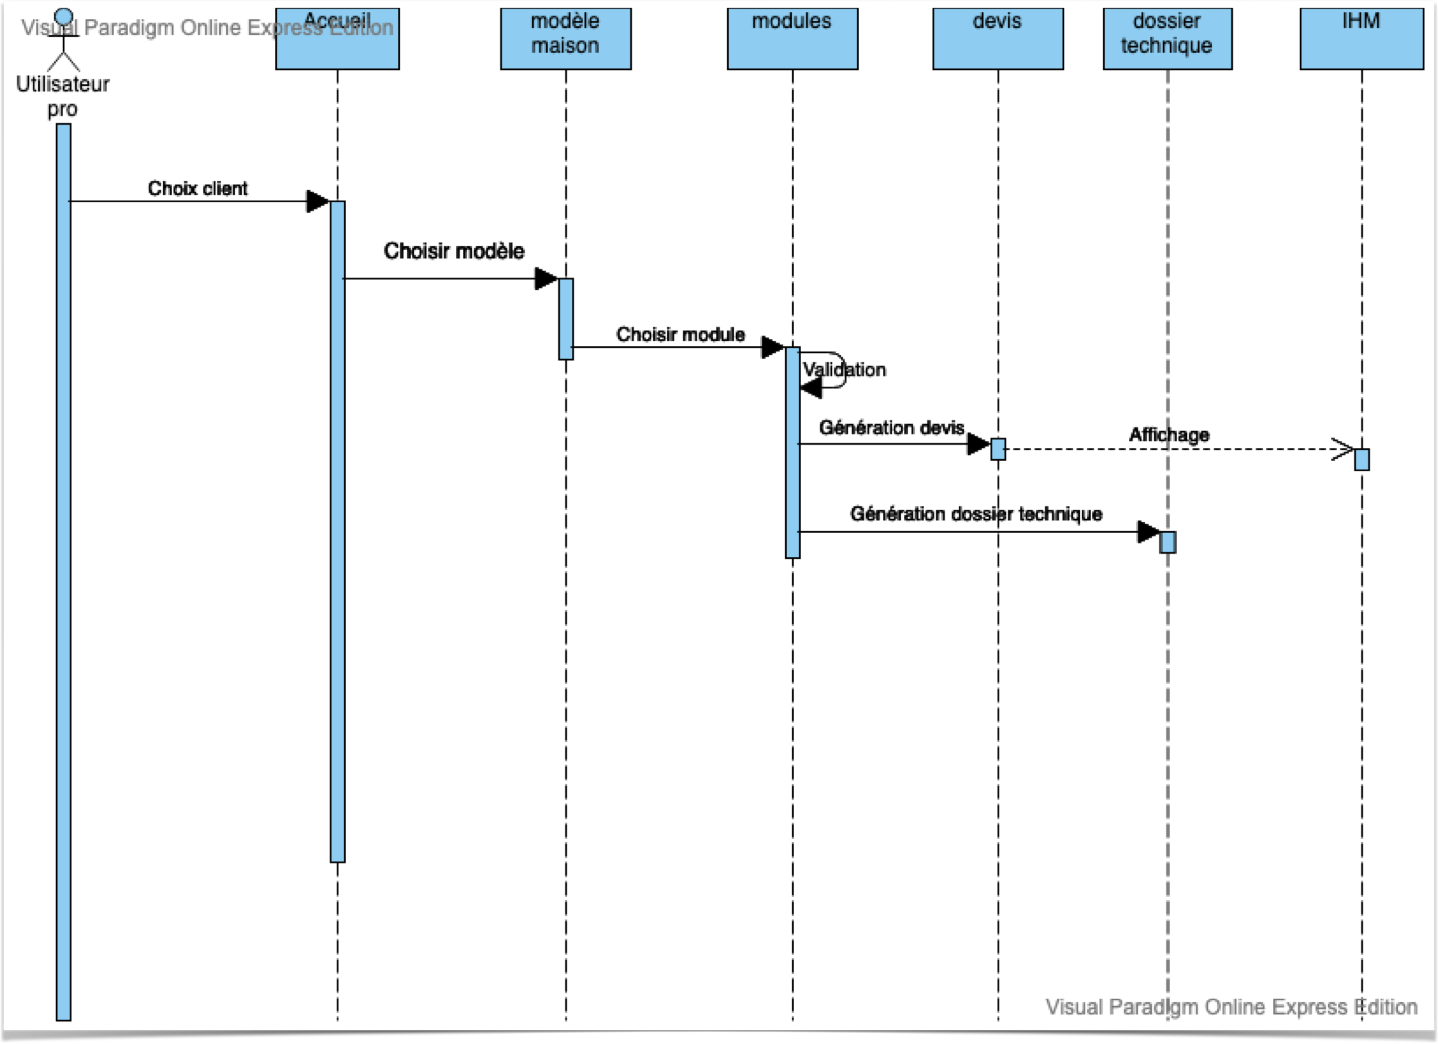 Visual Paradigm Online Express Edition
Utilisateur
pro
Accueil
modèle
maison
modules
devis
dossier
technique
IHM
Choix client
Choisir modèle
Choisir module
Validation
Génération devis
Affichage
Génération dossier technique
Visual Paradigm Online Express Edition